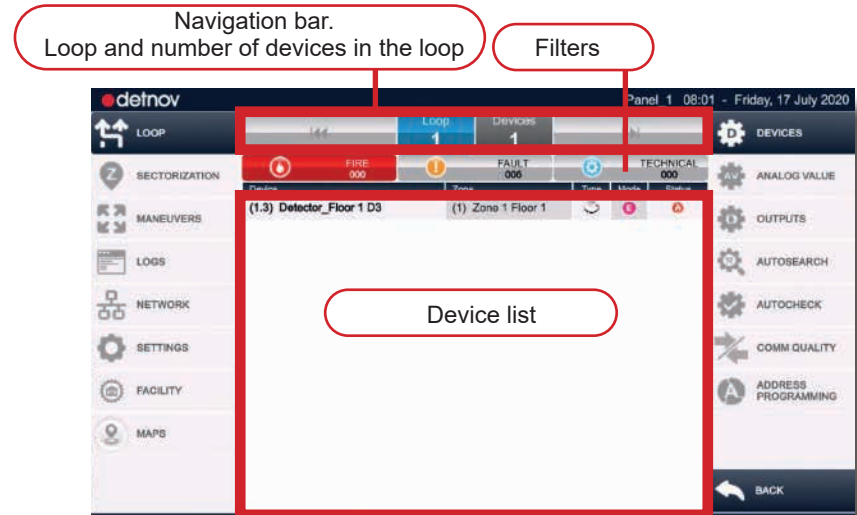 Navigation bar.
Loop and number of devices in the loop
Filters
detnov
Panel 1 08:01 - Friday, 17 July 2020
LOOP
Loop
1
Devices
1
DEVICES
SECTORIZATION
FIRE
000
FAULT
006
TECHNICAL
000
ANALOG VALUE
Device Zone Type Mode Status
(1.3) Detector_Floor 1 D3 (1) Zone 1 Floor 1
MANEUVERS
OUTPUTS
LOGS
AUTOSEARCH
NETWORK
Device list
AUTOCHECK
SETTINGS
COMM QUALITY
FACILITY
ADDRESS
PROGRAMMING
MAPS
BACK